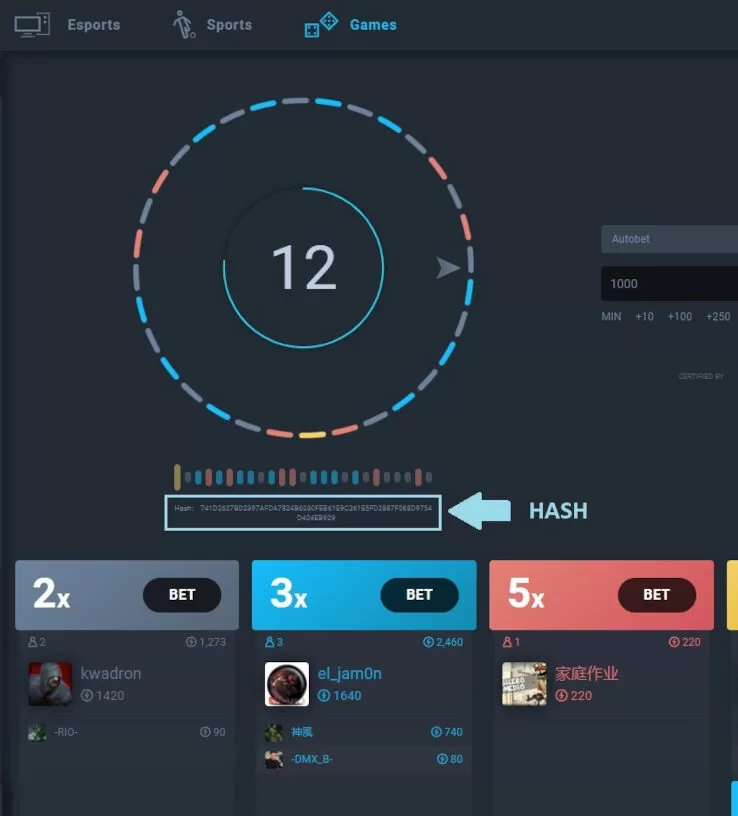 Esports
Sports
Games
12
Autobet
1000
MIN +10 +100 +250
CERTIFIED BY
Hash:
D404EB929
HASH
2x BET
3x BET
5x BET
2 1,273
3 2,460
1 220
kwadron
1420
el_jam0n
1640
家庭作业
220
-RIO- 90
神風 740
-DMX_B- 80